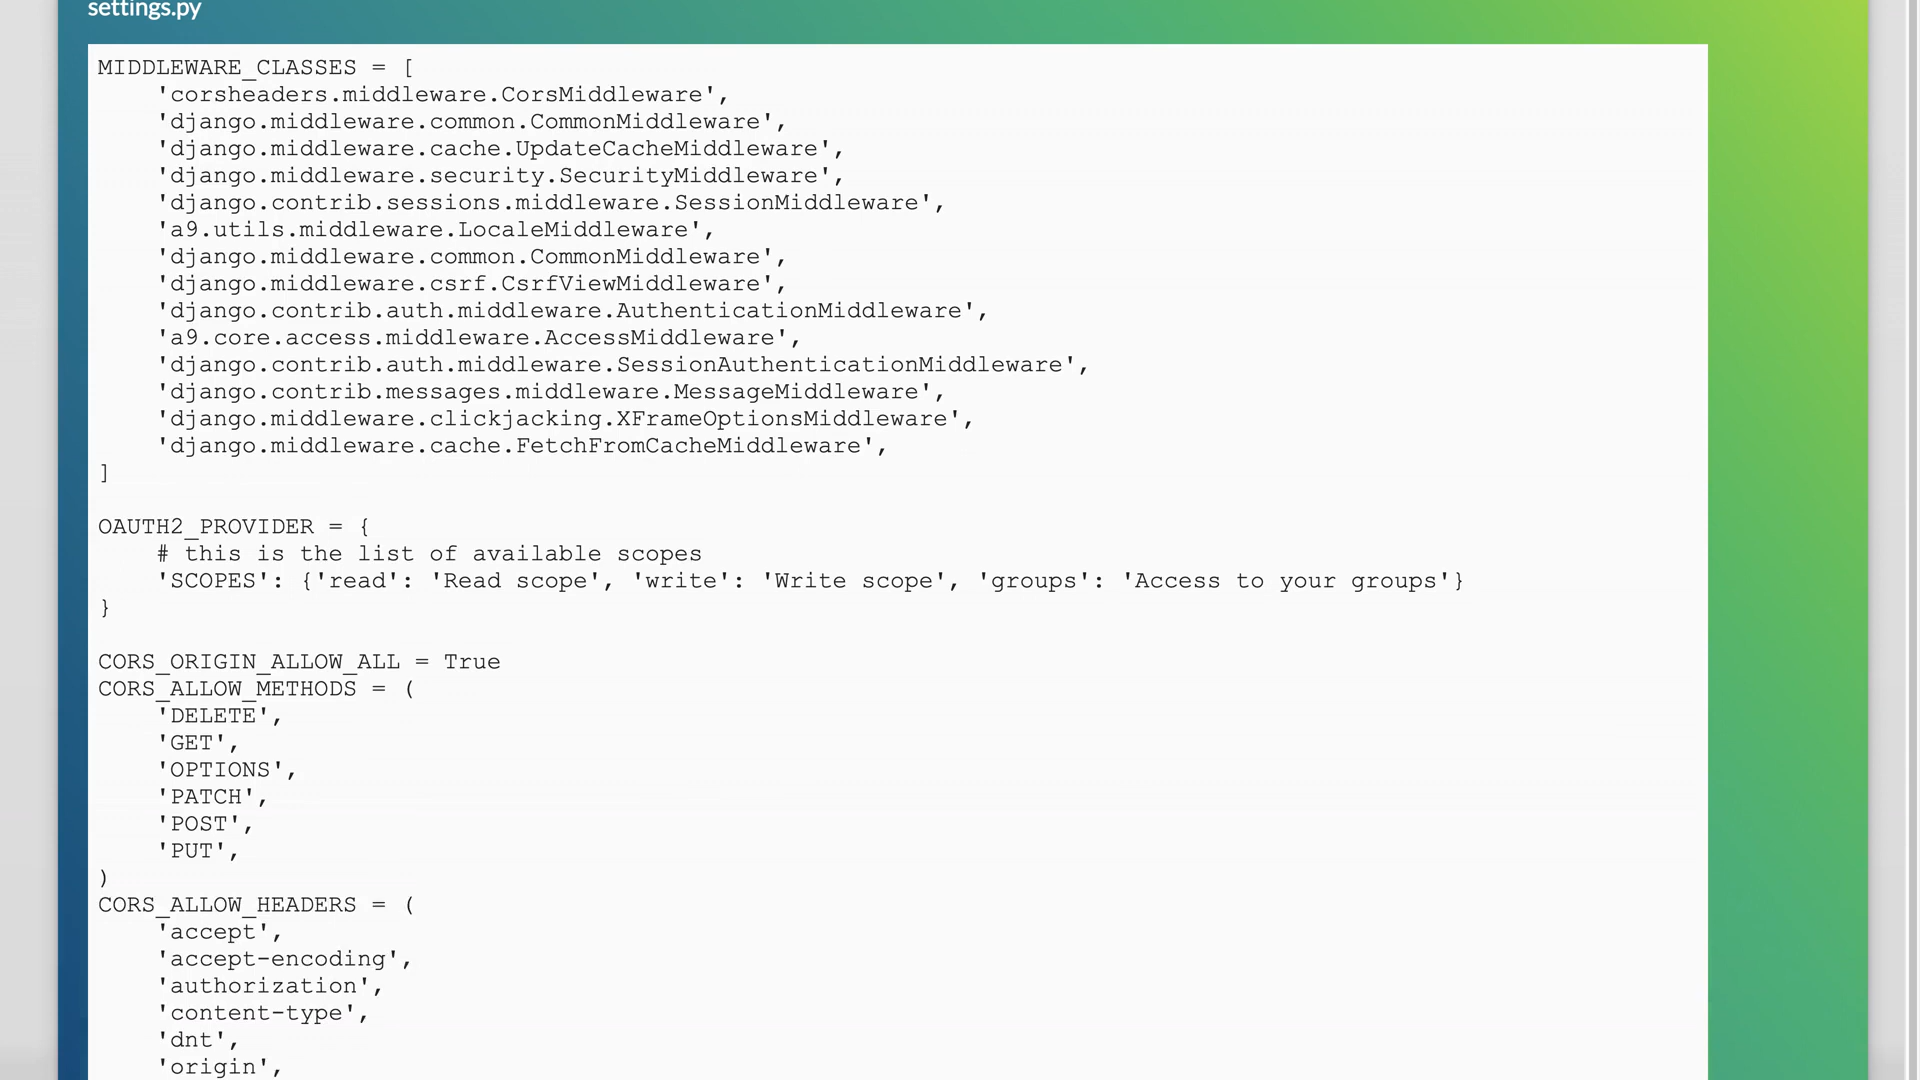 settings.py
MIDDLEWARE_CLASSES = [
    'corsheaders.middleware.CorsMiddleware',
    'django.middleware.common.CommonMiddleware',
    'django.middleware.cache.UpdateCacheMiddleware',
    'django.middleware.security.SecurityMiddleware',
    'django.contrib.sessions.middleware.SessionMiddleware',
    'a9.utils.middleware.LocaleMiddleware',
    'django.middleware.common.CommonMiddleware',
    'django.middleware.csrf.CsrfViewMiddleware',
    'django.contrib.auth.middleware.AuthenticationMiddleware',
    'a9.core.access.middleware.AccessMiddleware',
    'django.contrib.auth.middleware.SessionAuthenticationMiddleware',
    'django.contrib.messages.middleware.MessageMiddleware',
    'django.middleware.clickjacking.XFrameOptionsMiddleware',
    'django.middleware.cache.FetchFromCacheMiddleware',
]
OAUTH2_PROVIDER = {
    # this is the list of available scopes
    'SCOPES': {'read': 'Read scope', 'write': 'Write scope', 'groups': 'Access to your groups'}
}
CORS_ORIGIN_ALLOW_ALL = True
CORS_ALLOW_METHODS = (
    'DELETE',
    'GET',
    'OPTIONS',
    'PATCH',
    'POST',
    'PUT',
)
CORS_ALLOW_HEADERS = (
    'accept',
    'accept-encoding',
    'authorization',
    'content-type',
    'dnt',
    'origin',